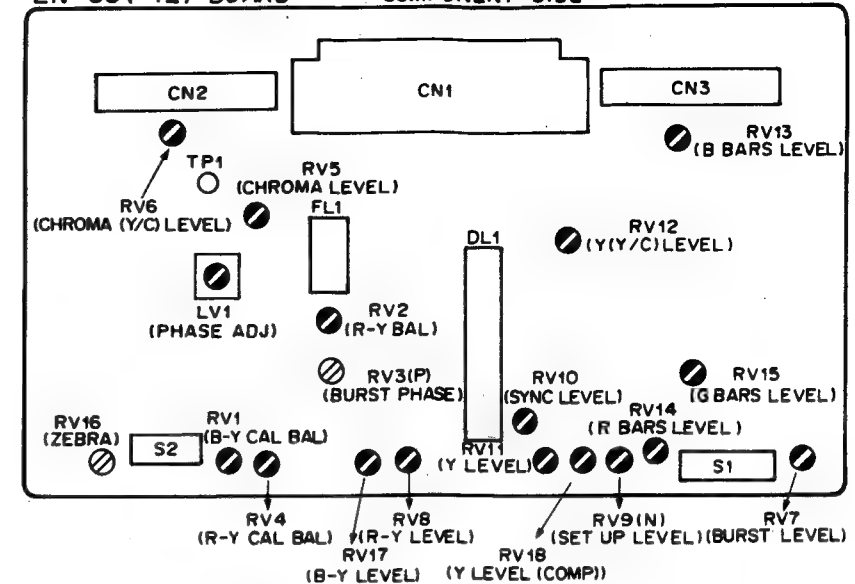 CN2
CN1
CN3
RV13
(B BARS LEVEL)
TP1
RV5
(CHROMA LEVEL)
RV6
(CHROMA (Y/C) LEVEL)
FL1
DL1
RV12
(Y(Y/C) LEVEL)
LV1
(PHASE ADJ)
RV2
(R-Y BAL)
RV3(P)
(BURST PHASE)
RV10
(SYNC LEVEL)
RV15
(G BARS LEVEL)
RV16
(ZEBRA)
S2
RV1
(B-Y CAL BAL)
RV11
(Y LEVEL)
RV14
(R BARS LEVEL)
S1
RV4
(R-Y CAL BAL)
RV8
(R-Y LEVEL)
RV9(N)
(SET UP LEVEL)
RV7
(BURST LEVEL)
RV17
(B-Y LEVEL)
RV18
(Y LEVEL (COMP))